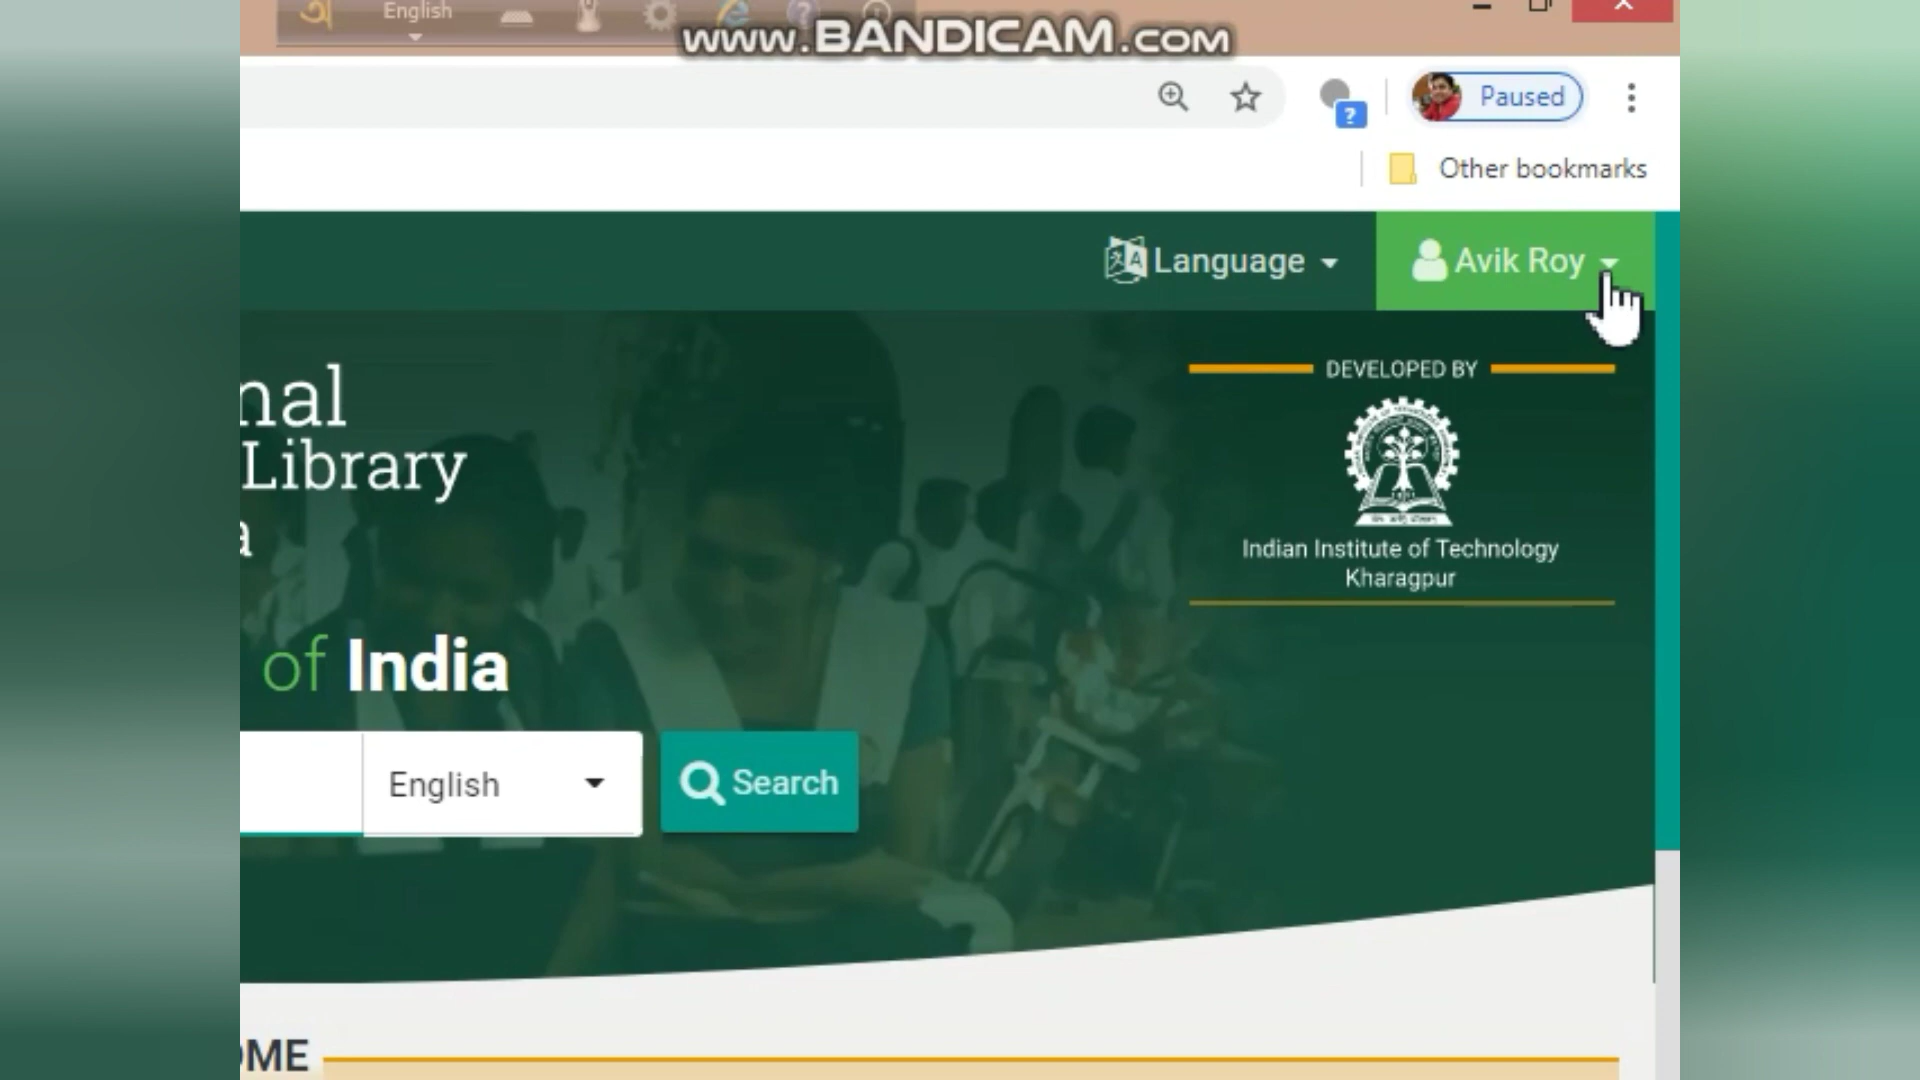 অ
English
www.BANDICAM.com
Paused
?
Other bookmarks
Language
Avik Roy
DEVELOPED BY
nal
Library
a
Indian Institute of Technology
Kharagpur
of India
English
Search
OME